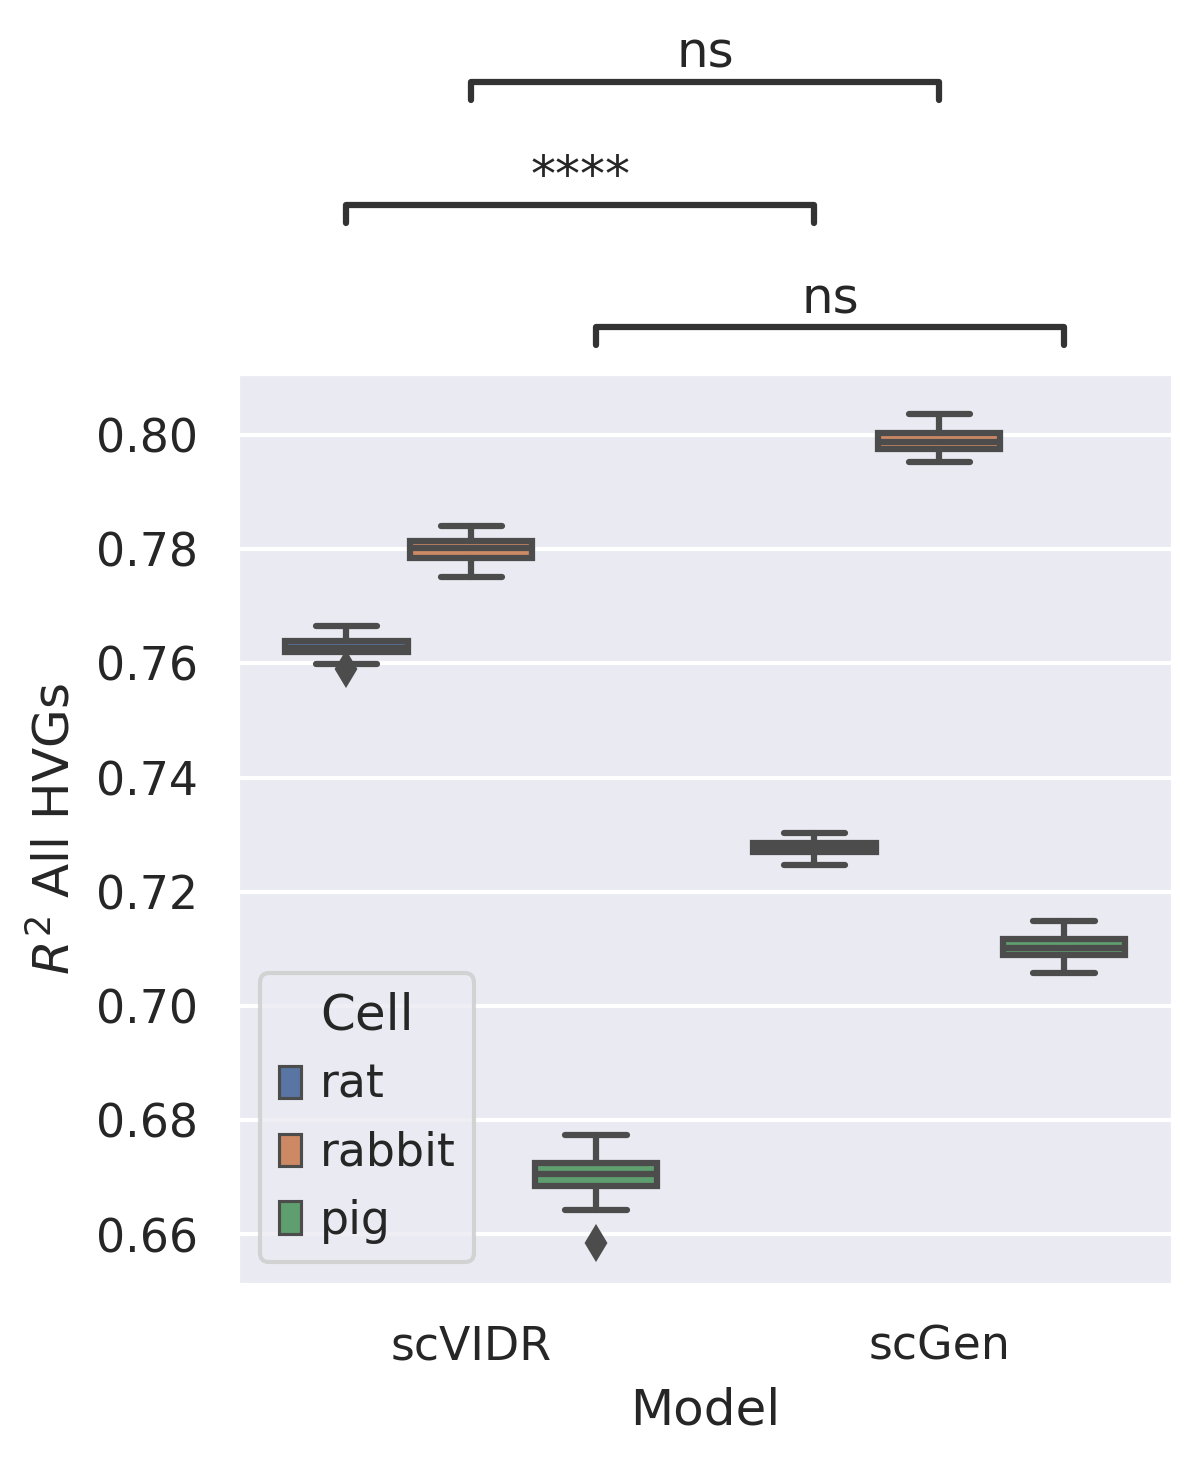 ns
****
ns
0.80
0.78
0.76
0.74
0.72
0.70
0.68
0.66
R² All HVGs
Cell
rat
rabbit
pig
scVIDR scGen
Model